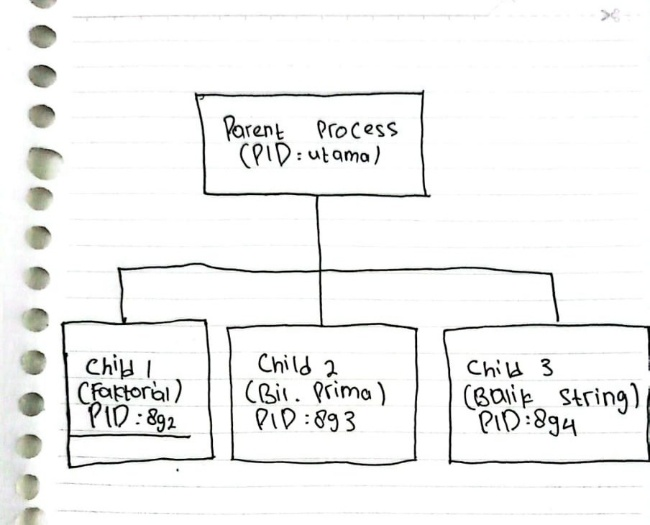 Parent Process
(PID: utama)
Child 1
(Faktorial)
PID: 892
Child 2
(Bil. Prima)
PID: 893
Child 3
(Balik String)
PID: 894